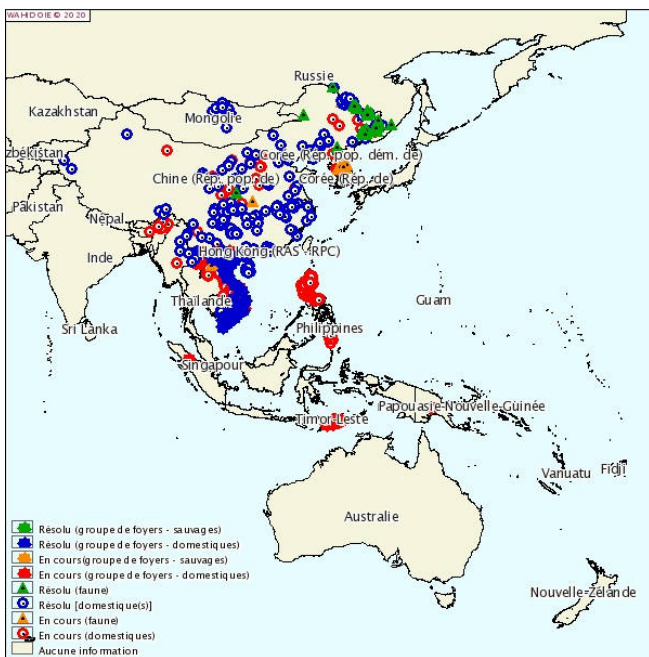 WAHID OIE © 2020
Russie
Kazakhstan
Mongolie
zbékistan
Corée (Rép. pop. dém. de)
Chine (Rép. pop. de)
Corée (Rép. de)
Pakistan
Népal
Inde
Hong Kong (RAS - RPC)
Thaïlande
Guam
Sri Lanka
Philippines
Singapour
Papouasie-Nouvelle-Guinée
Timor-Leste
Vanuatu
Fidji
Australie
Nouvelle-Zélande
Résolu (groupe de foyers - sauvages)
Résolu (groupe de foyers - domestiques)
En cours (groupe de foyers - sauvages)
En cours (groupe de foyers - domestiques)
Résolu (faune)
Résolu [domestique(s)]
En cours (faune)
En cours (domestiques)
Aucune information